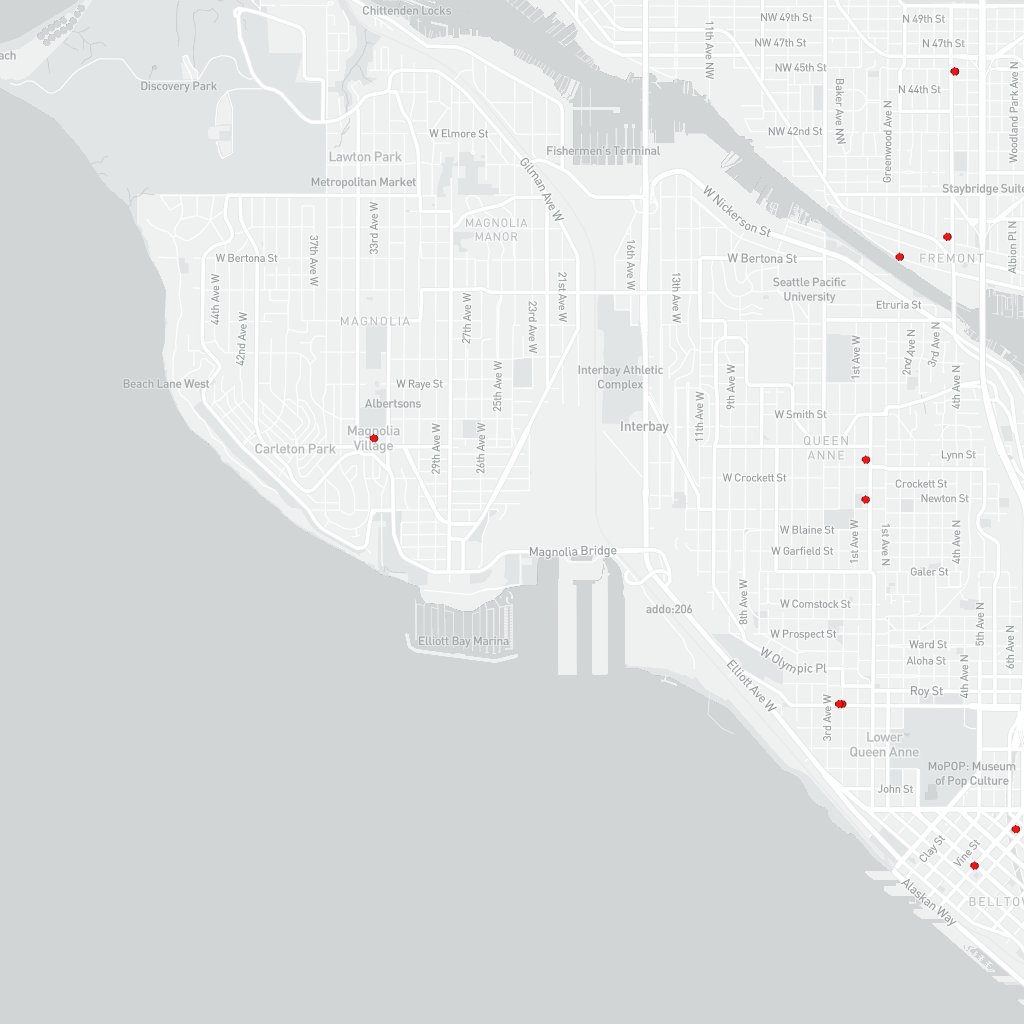 Chittenden Locks
NW 49th St
N 49th St
11th Ave NW
NW 47th St
N 47th St
ach
NW 45th St
Discovery Park
Baker Ave NW
N 44th St
Woodland Park Ave N
Greenwood Ave N
W Elmore St
NW 42nd St
Fishermen's Terminal
Lawton Park
Gilman Ave W
Metropolitan Market
Staybridge Suite
W Nickerson St
33rd Ave W
MAGNOLIA
MANOR
37th Ave W
16th Ave W
Albion Pl N
W Bertona St
W Bertona St
FREMONT
44th Ave W
21st Ave W
13th Ave W
Seattle Pacific
University
27th Ave W
23rd Ave W
Etruria St
MAGNOLIA
42nd Ave W
1st Ave W
2nd Ave N
3rd Ave N
Beach Lane West
W Raye St
25th Ave W
Interbay Athletic
Complex
9th Ave W
4th Ave N
Albertsons
11th Ave W
W Smith St
Magnolia
Village
Interbay
QUEEN
ANNE
Carleton Park
29th Ave W
26th Ave W
Lynn St
W Crockett St
Crockett St
Newton St
W Blaine St
1st Ave W
1st Ave N
4th Ave N
Magnolia Bridge
W Garfield St
Galer St
addo:206
8th Ave W
W Comstock St
5th Ave N
6th Ave N
W Prospect St
Elliott Bay Marina
Ward St
W Olympic Pl
Aloha St
4th Ave N
Elliott Ave W
Roy St
3rd Ave W
Lower
Queen Anne
MoPOP: Museum
of Pop Culture
John St
Clay St
Vine St
Alaskan Way
BELLTOW